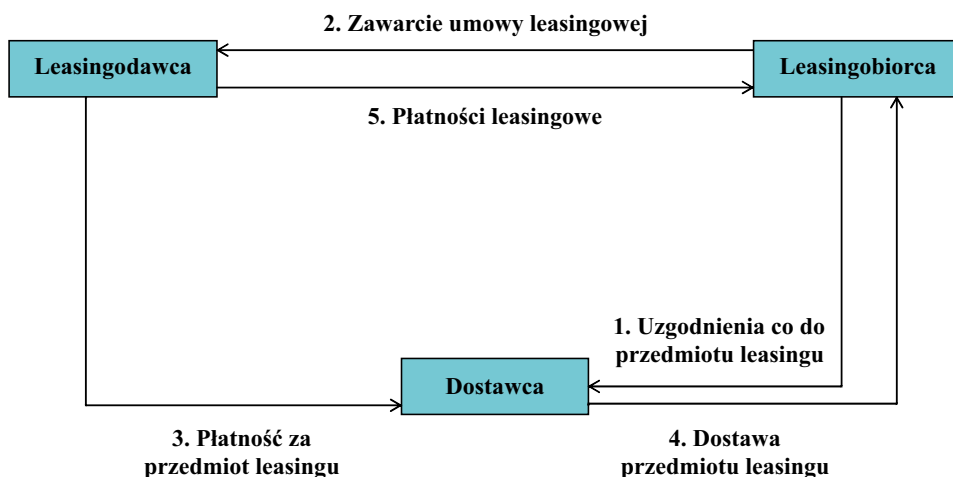 2. Zawarcie umowy leasingowej
Leasingodawca
Leasingobiorca
5. Płatności leasingowe
1. Uzgodnienia co do
przedmiotu leasingu
Dostawca
3. Płatność za
przedmiot leasingu
4. Dostawa
przedmiotu leasingu